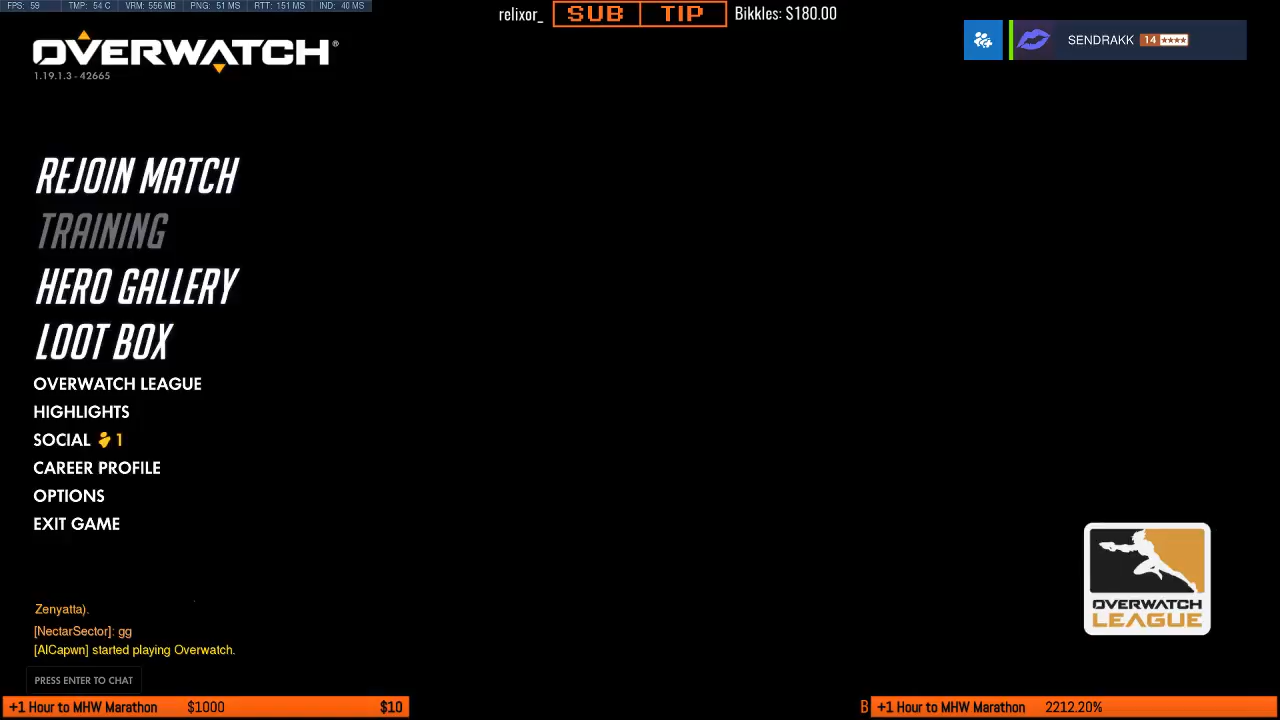 FPS: 59 TMP: 54 C VRM: 556 MB PNG: 51 MS RTT: 151 MS IND: 40 MS
relixor_ SUB TIP Bikkles: $180.00
OVERWATCH®
SENDRAKK 14
1.19.1.3 - 42665
REJOIN MATCH
TRAINING
HERO GALLERY
LOOT BOX
OVERWATCH LEAGUE
HIGHLIGHTS
SOCIAL 1
CAREER PROFILE
OPTIONS
EXIT GAME
OVERWATCH
LEAGUE
Zenyatta).
[NectarSector]: gg
[AlCapwn] started playing Overwatch.
PRESS ENTER TO CHAT
+1 Hour to MHW Marathon $1000 $10
B +1 Hour to MHW Marathon 2212.20%